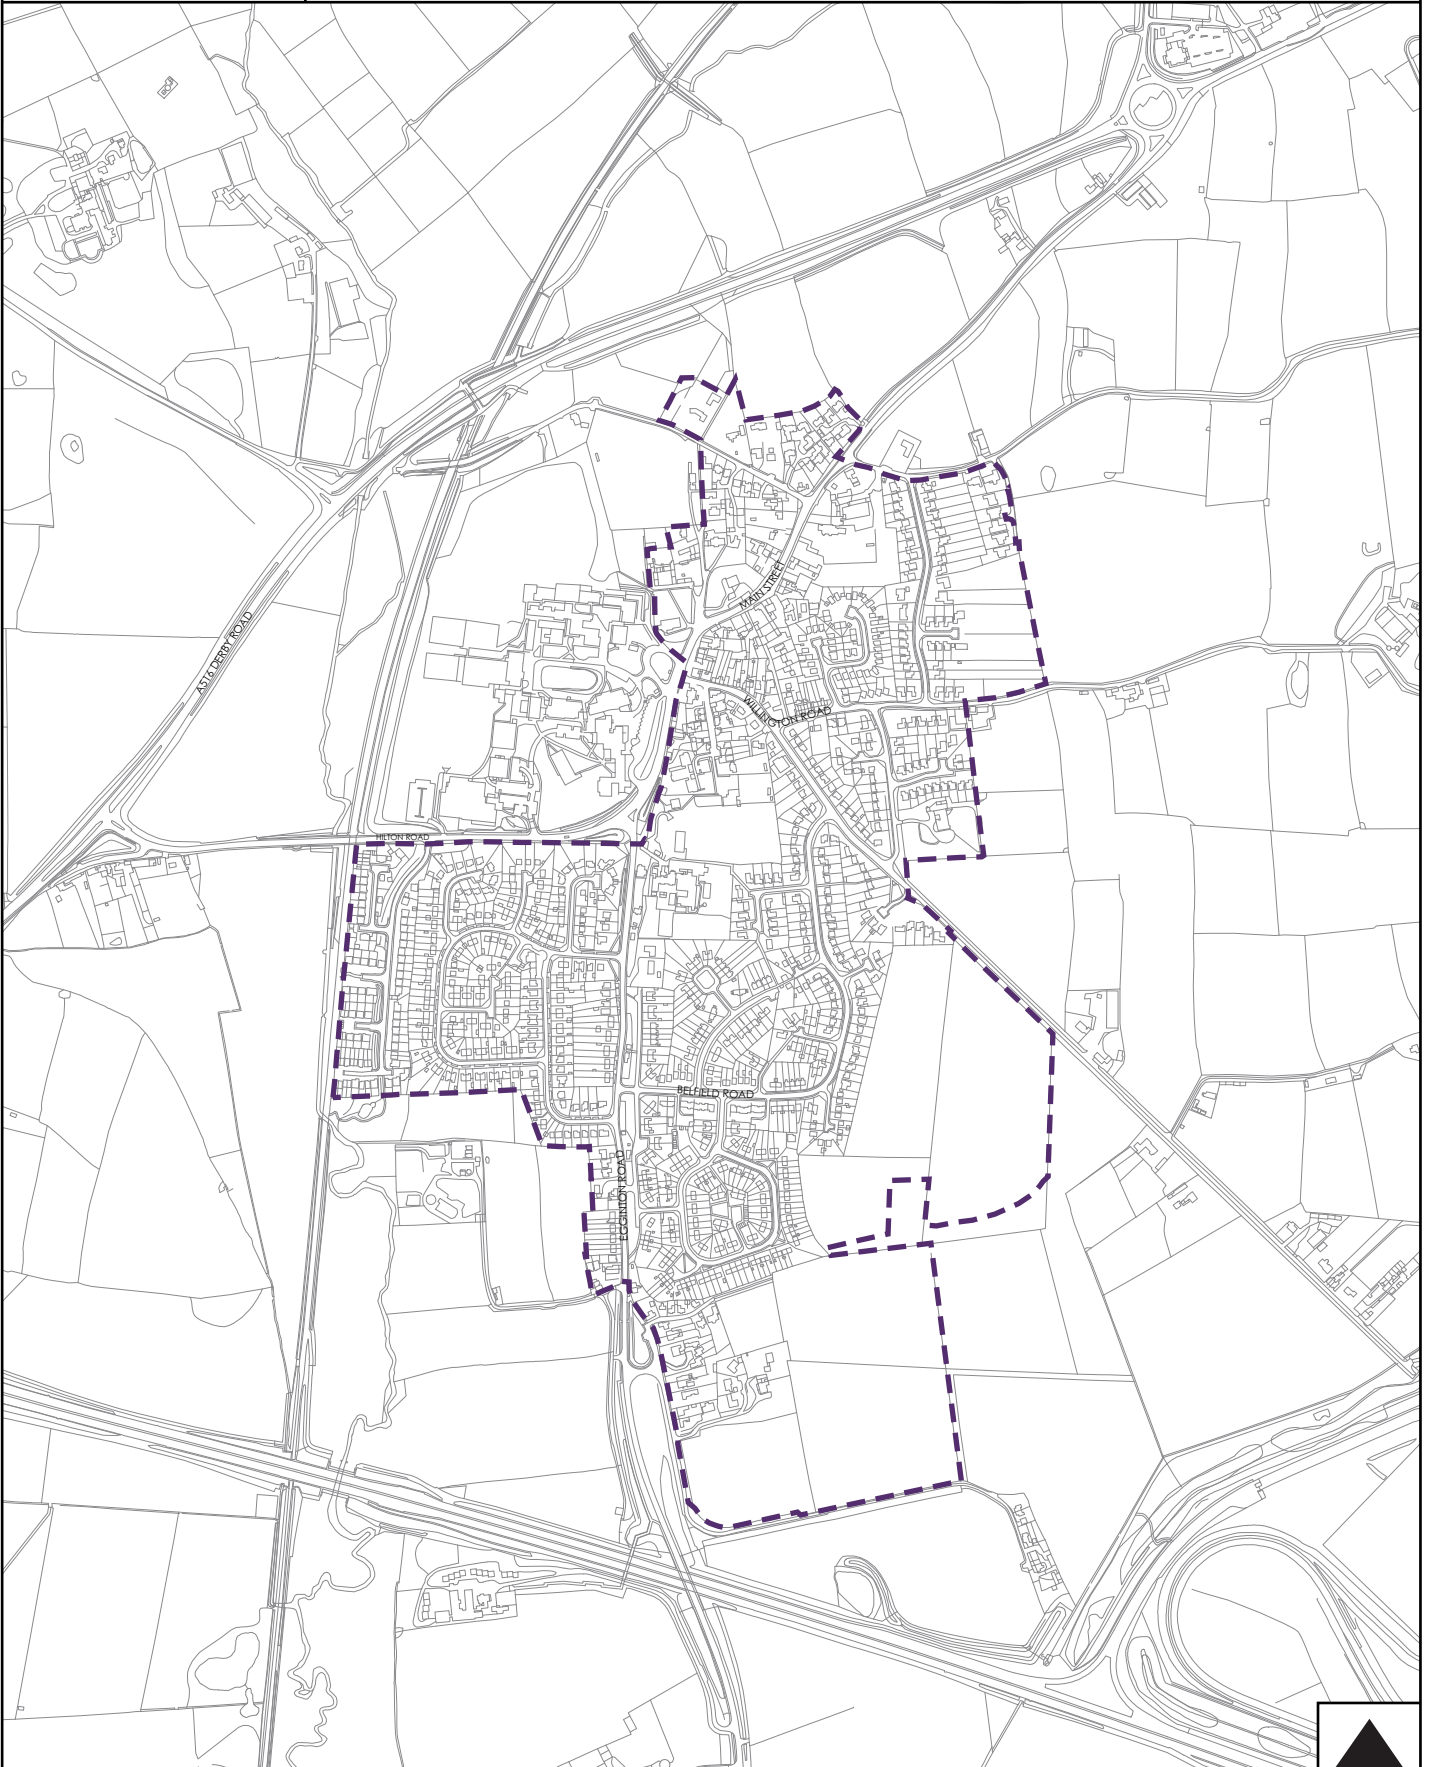 MAIN STREET
A516 DERBY ROAD
WILLINGTON ROAD
HILTON ROAD
BELFIELD ROAD
EGGINTON ROAD